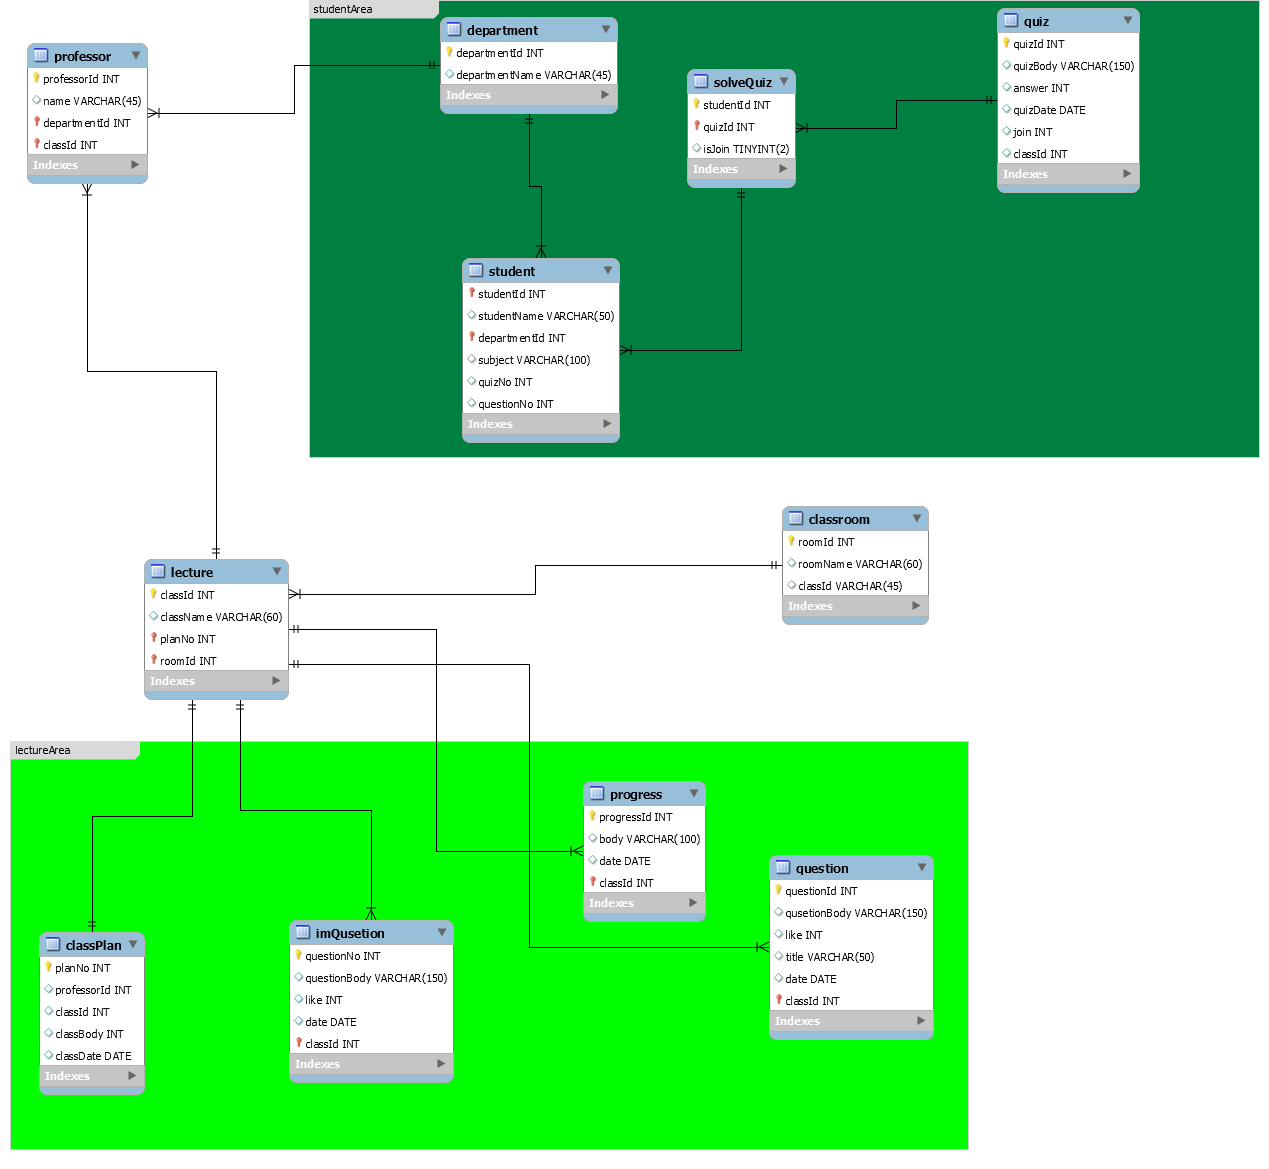 studentArea
professor
professorId INT
name VARCHAR(45)
departmentId INT
classId INT
Indexes
department
departmentId INT
departmentName VARCHAR(45)
Indexes
solveQuiz
studentId INT
quizId INT
isJoin TINYINT(2)
Indexes
quiz
quizId INT
quizBody VARCHAR(150)
answer INT
quizDate DATE
join INT
classId INT
Indexes
student
studentId INT
studentName VARCHAR(50)
departmentId INT
subject VARCHAR(100)
quizNo INT
questionNo INT
Indexes
classroom
roomId INT
roomName VARCHAR(60)
classId VARCHAR(45)
Indexes
lecture
classId INT
className VARCHAR(60)
planNo INT
roomId INT
Indexes
lectureArea
progress
progressId INT
body VARCHAR(100)
date DATE
classId INT
Indexes
question
questionId INT
qusetionBody VARCHAR(150)
like INT
title VARCHAR(50)
date DATE
classId INT
Indexes
classPlan
planNo INT
professorId INT
classId INT
classBody INT
classDate DATE
Indexes
imQusetion
questionNo INT
questionBody VARCHAR(150)
like INT
date DATE
classId INT
Indexes